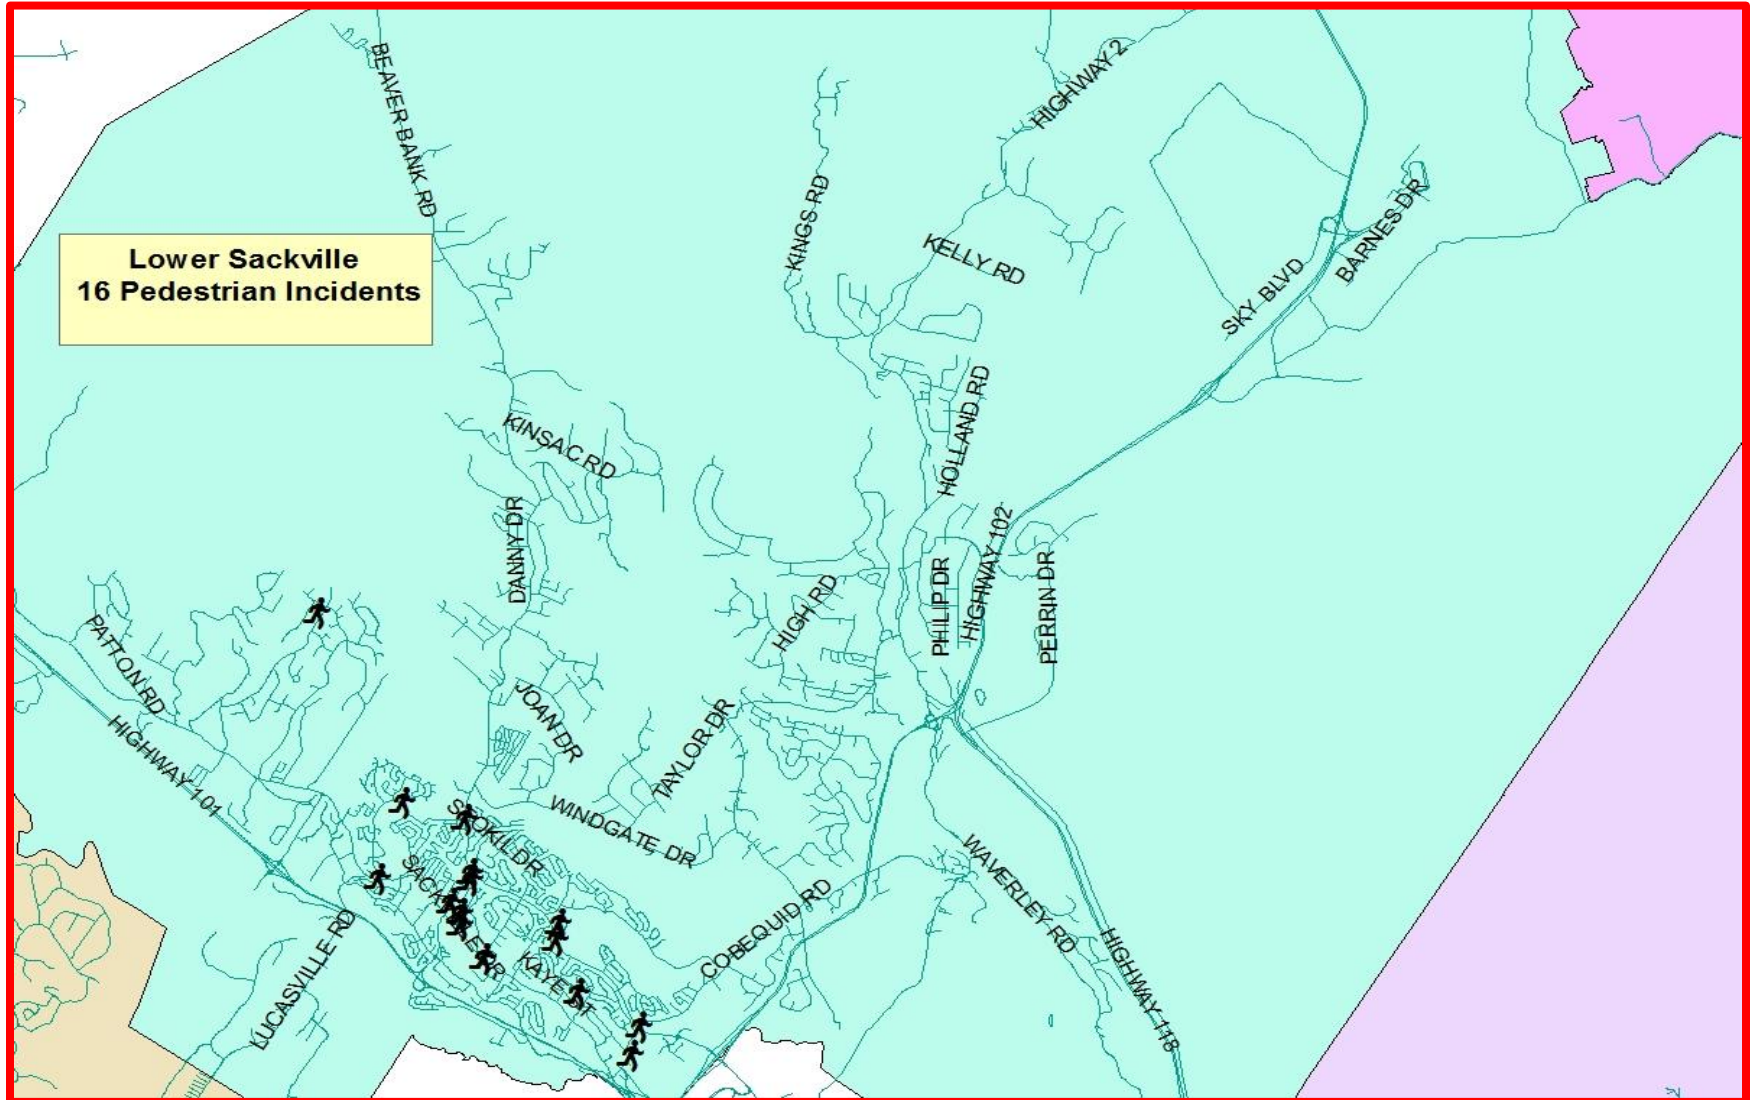 BEAVER BANK RD
HIGHWAY 2
KINGS RD
KELLY RD
BARNES DR
SKY BLVD
Lower Sackville
16 Pedestrian Incidents
HOLLAND RD
KINSAC RD
DANNY DR
HIGHWAY 102
PHILIP DR
PERRIN DR
HIGH RD
PATTON RD
JOAN DR
TAYLOR DR
HIGHWAY 101
WINDGATE DR
COBEQUID RD
WAVERLEY RD
LUCASVILLE RD
KAYE ST
HIGHWAY 118